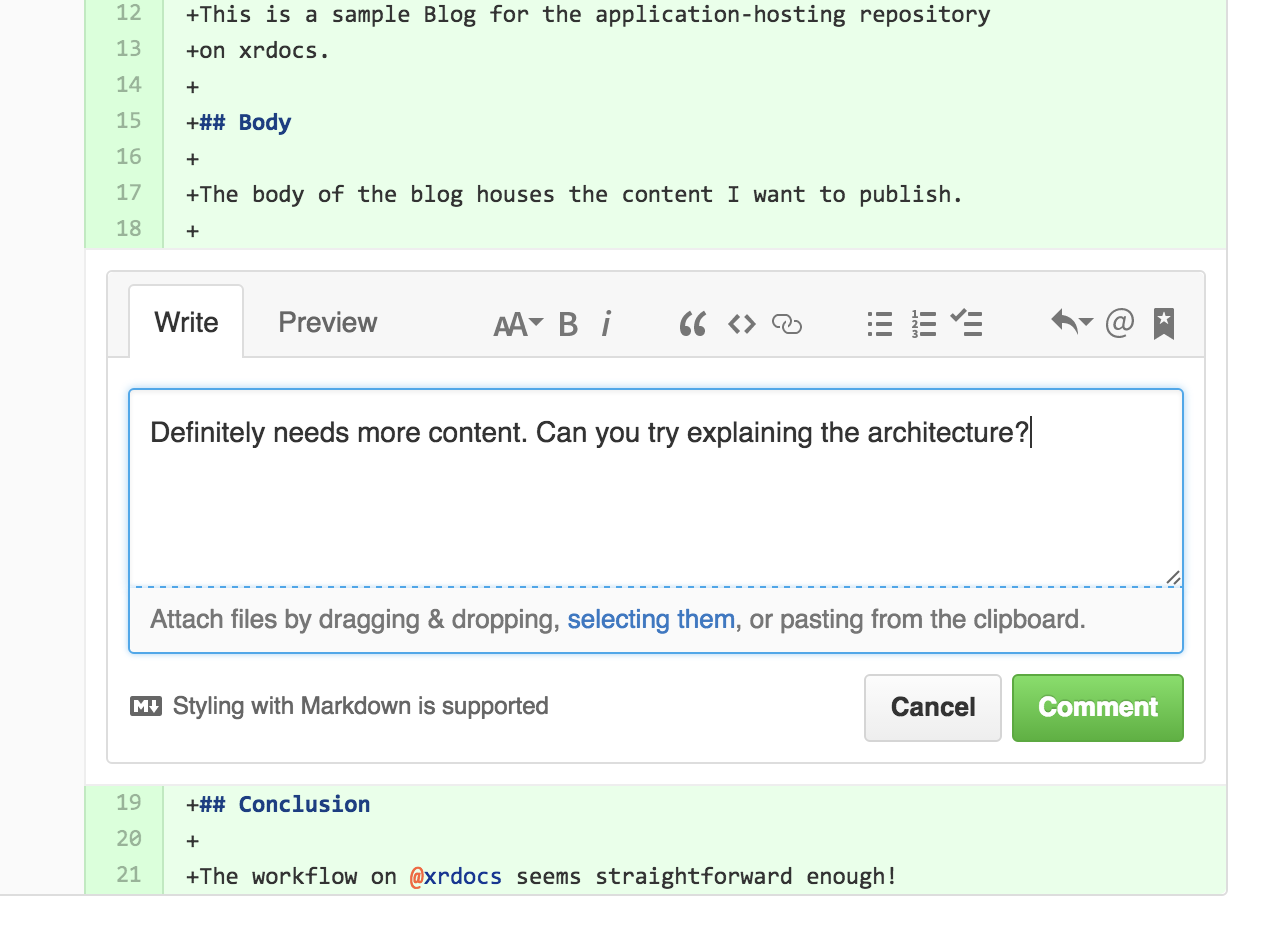 12 +This is a sample Blog for the application-hosting repository
13 +on xrdocs.
14 +
15 +## Body
16 +
17 +The body of the blog houses the content I want to publish.
18 +
Write Preview AA B i “ <> @
Definitely needs more content. Can you try explaining the architecture?
Attach files by dragging & dropping, selecting them, or pasting from the clipboard.
M↓ Styling with Markdown is supported Cancel Comment
19 +## Conclusion
20 +
21 +The workflow on @xrdocs seems straightforward enough!